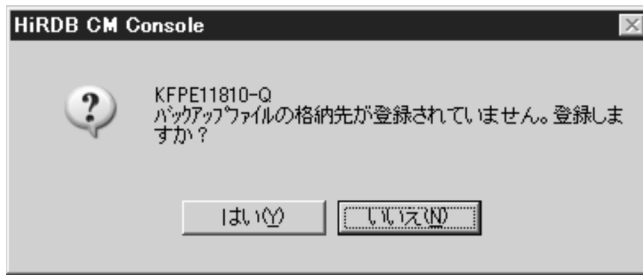 HiRDB CM Console
KFPE11810-Q
ﾊﾞｯｸｱｯﾌﾟﾌｧｲﾙの格納先が登録されていません。登録しま
すか？
はい(Y)
いいえ(N)